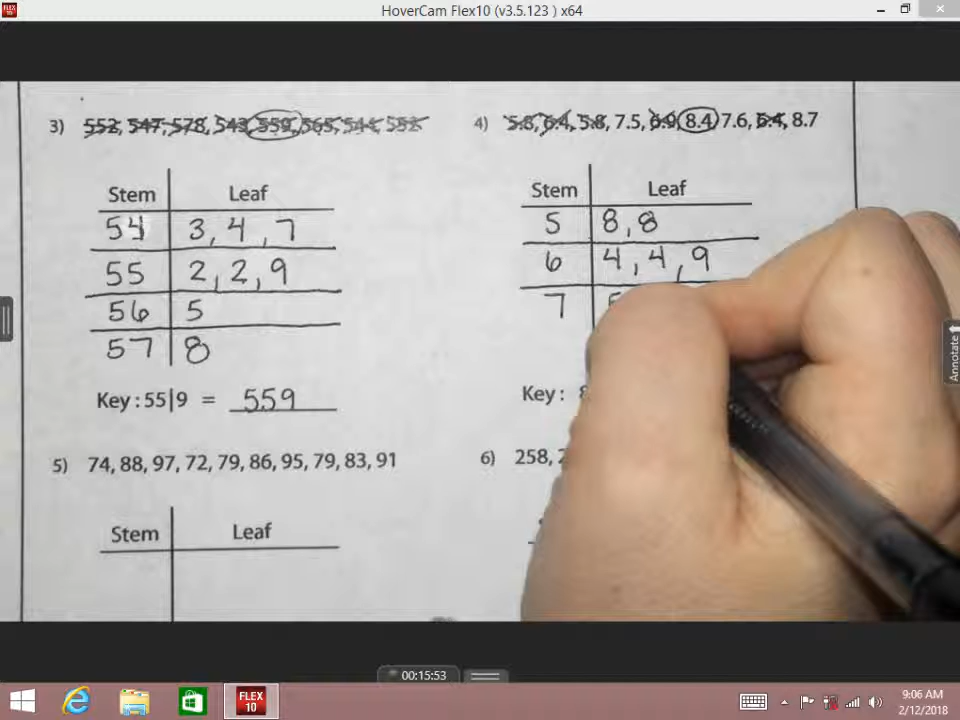 HoverCam Flex10 (v3.5.123 ) x64
3) 552, 547, 578, 543, 559, 565, 544, 552
Stem Leaf
54 3, 4, 7
55 2, 2, 9
56 5
57 8
Key : 55|9 = 559
4) 5.8, 6.4, 5.8, 7.5, 6.9, 8.4, 7.6, 6.4, 8.7
Stem Leaf
5 8, 8
6 4, 4, 9
7
Key :
5) 74, 88, 97, 72, 79, 86, 95, 79, 83, 91
Stem Leaf
6) 258,
Annotate
00:15:53
FLEX
10
9:06 AM
2/12/2018